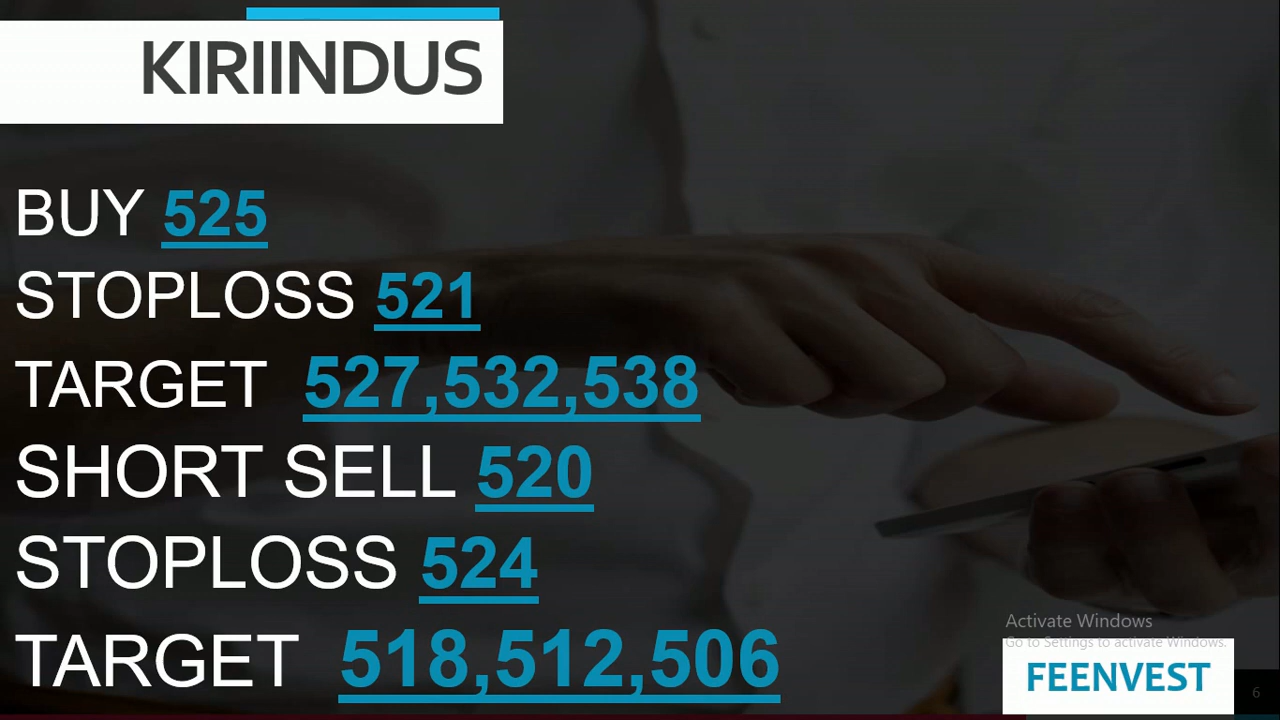 KIRIINDUS
BUY 525
STOPLOSS 521
TARGET 527,532,538
SHORT SELL 520
STOPLOSS 524
TARGET 518,512,506
Activate Windows
Go to Settings to activate Windows.
FEENVEST
6